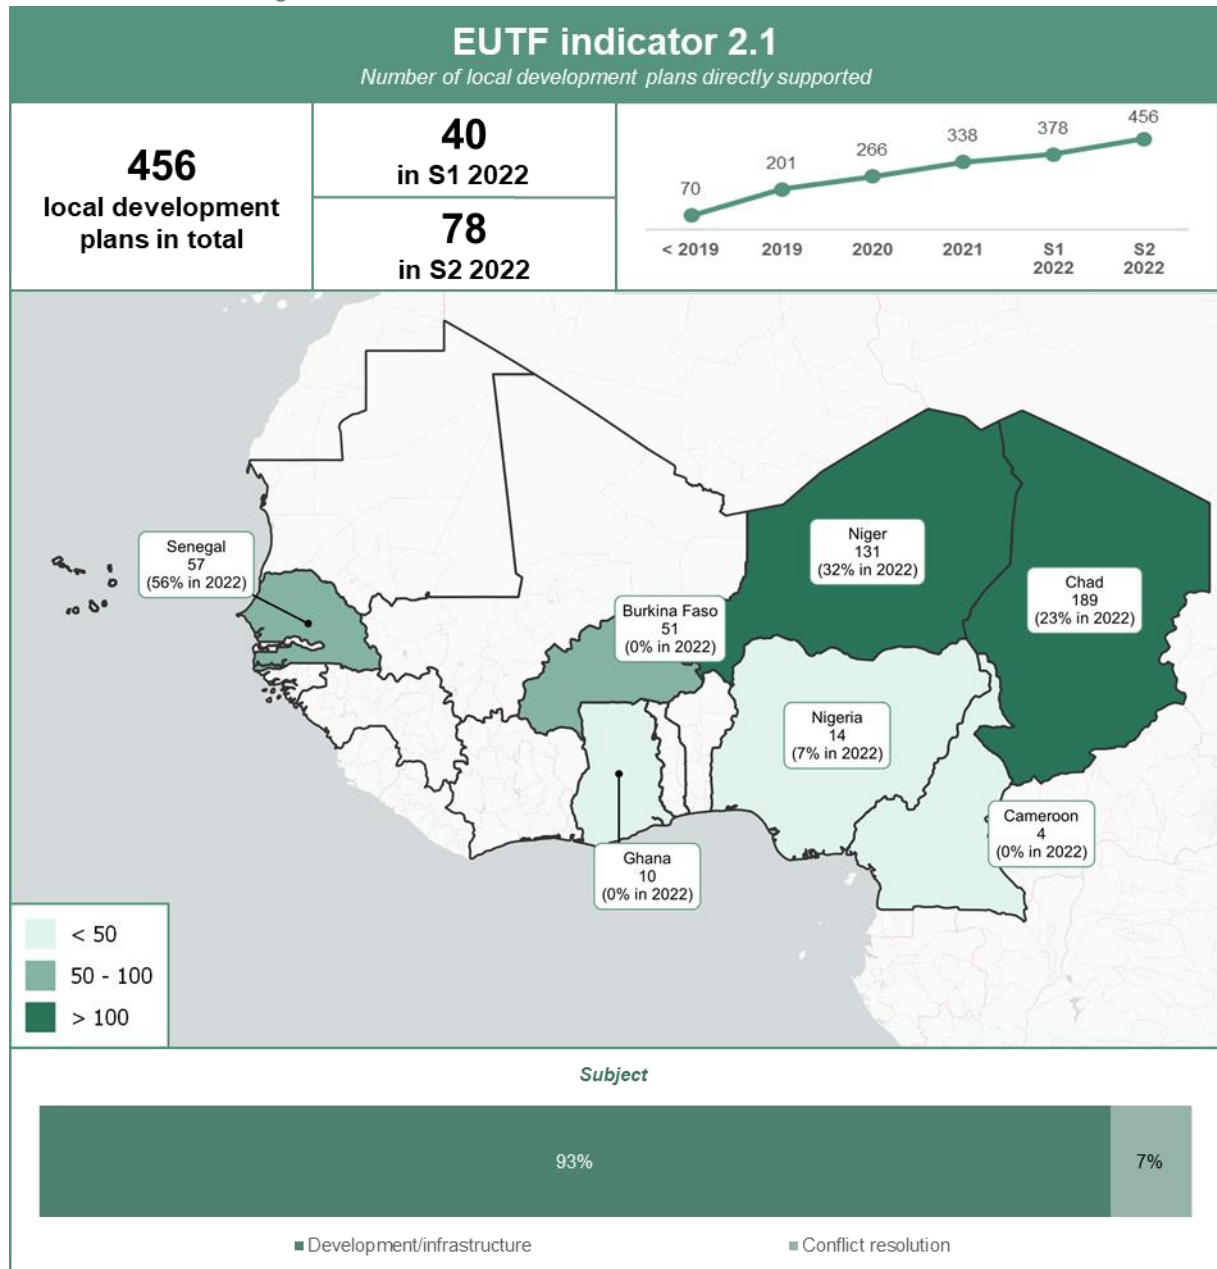 EUTF indicator 2.1
Number of local development plans directly supported
456
local development
plans in total
40
in S1 2022
78
in S2 2022
70
201
266
338
378
456
< 2019
2019
2020
2021
S1
2022
S2
2022
Senegal
57
(56% in 2022)
Burkina Faso
51
(0% in 2022)
Niger
131
(32% in 2022)
Chad
189
(23% in 2022)
Nigeria
14
(7% in 2022)
Cameroon
4
(0% in 2022)
Ghana
10
(0% in 2022)
< 50
50 - 100
> 100
Subject
93%
7%
Development/infrastructure
Conflict resolution